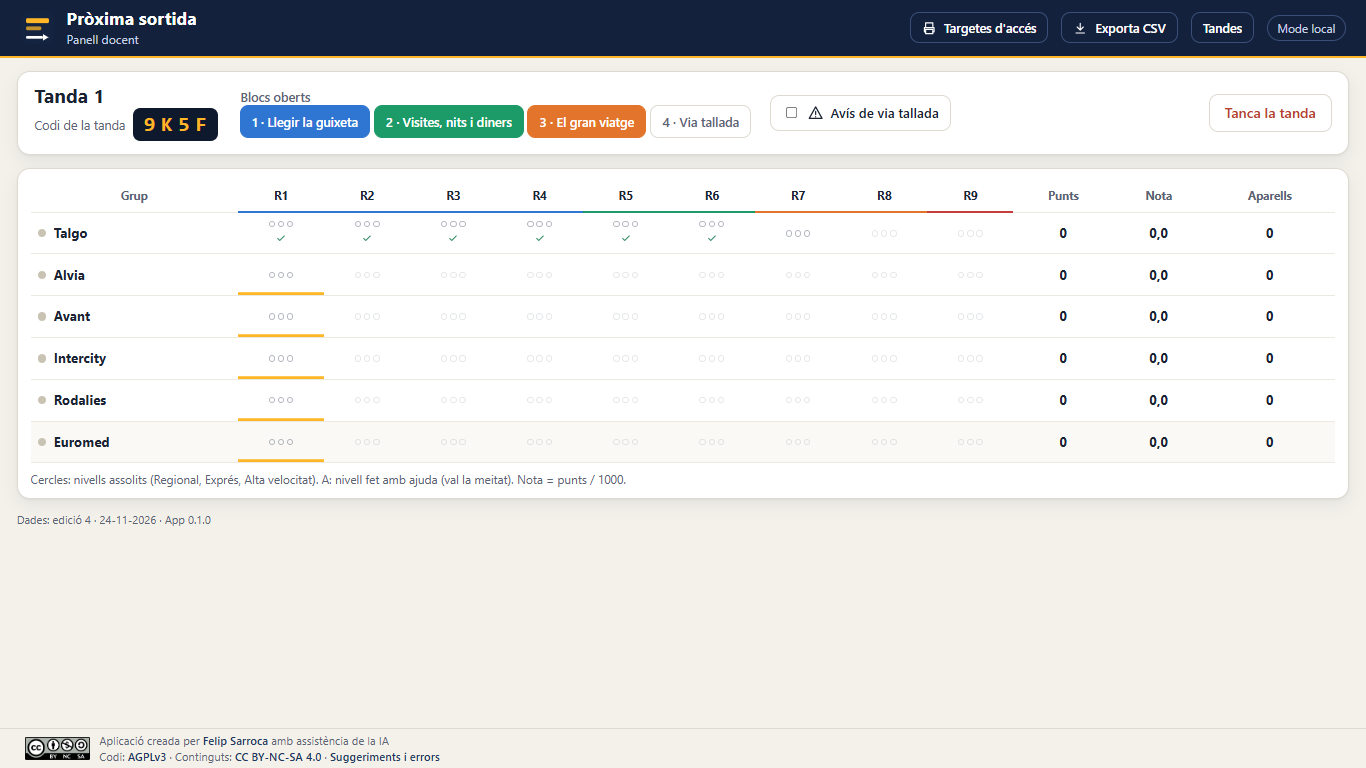 Pròxima sortida
Panell docent
Targetes d'accés
Exporta CSV
Tandes
Mode local
Tanda 1
Codi de la tanda
9K5F
Blocs oberts
1 · Llegir la guixeta
2 · Visites, nits i diners
3 · El gran viatge
4 · Via tallada
Avís de via tallada
Tanca la tanda
Grup R1 R2 R3 R4 R5 R6 R7 R8 R9 Punts Nota Aparells
Talgo 0 0,0 0
Alvia 0 0,0 0
Avant 0 0,0 0
Intercity 0 0,0 0
Rodalies 0 0,0 0
Euromed 0 0,0 0
Cercles: nivells assolits (Regional, Exprés, Alta velocitat). A: nivell fet amb ajuda (val la meitat). Nota = punts / 1000.
Dades: edició 4 · 24-11-2026 · App 0.1.0
CC BY NC SA
Aplicació creada per Felip Sarroca amb assistència de la IA
Codi: AGPLv3 · Continguts: CC BY-NC-SA 4.0 · Suggeriments i errors